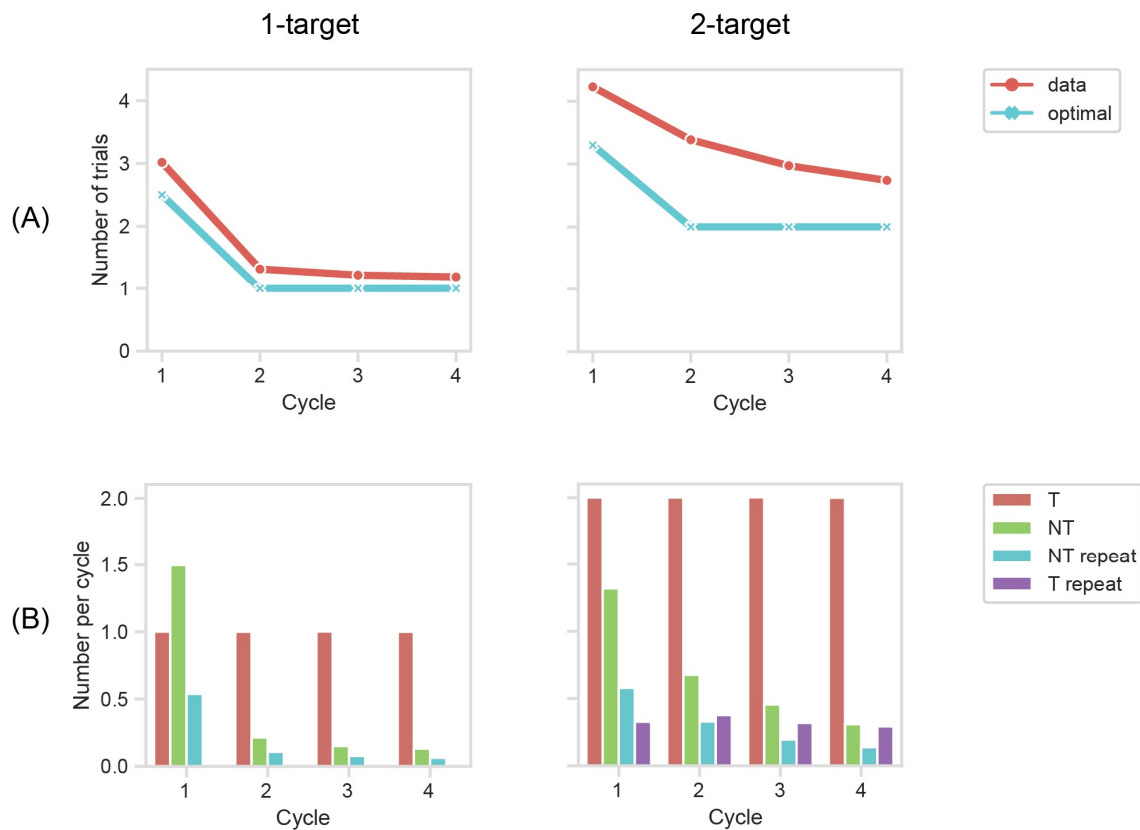 1-target
2-target
(A)
Number of trials
4
3
2
1
0
1 2 3 4
Cycle
1 2 3 4
Cycle
data
optimal
(B)
Number per cycle
2.0
1.5
1.0
0.5
0.0
1 2 3 4
Cycle
1 2 3 4
Cycle
T
NT
NT repeat
T repeat